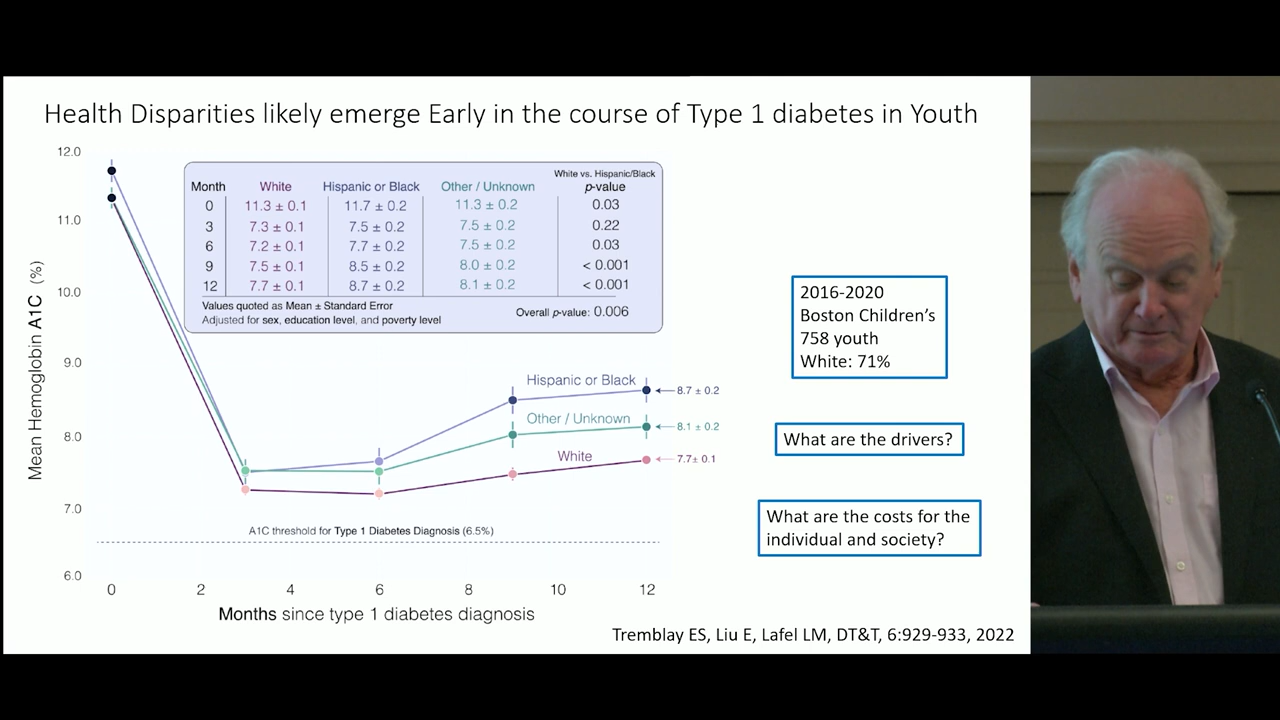 Health Disparities likely emerge Early in the course of Type 1 diabetes in Youth
Mean Hemoglobin A1C (%)
12.0
11.0
10.0
9.0
8.0
7.0
6.0
White vs. Hispanic/Black
Month White Hispanic or Black Other / Unknown p-value
0 11.3 ± 0.1 11.7 ± 0.2 11.3 ± 0.2 0.03
3 7.3 ± 0.1 7.5 ± 0.2 7.5 ± 0.2 0.22
6 7.2 ± 0.1 7.7 ± 0.2 7.5 ± 0.2 0.03
9 7.5 ± 0.1 8.5 ± 0.2 8.0 ± 0.2 < 0.001
12 7.7 ± 0.1 8.7 ± 0.2 8.1 ± 0.2 < 0.001
Values quoted as Mean ± Standard Error
Adjusted for sex, education level, and poverty level
Overall p-value: 0.006
Hispanic or Black
8.7 ± 0.2
Other / Unknown
8.1 ± 0.2
White
7.7± 0.1
A1C threshold for Type 1 Diabetes Diagnosis (6.5%)
0 2 4 6 8 10 12
Months since type 1 diabetes diagnosis
2016-2020
Boston Children's
758 youth
White: 71%
What are the drivers?
What are the costs for the
individual and society?
Tremblay ES, Liu E, Lafel LM, DT&T, 6:929-933, 2022